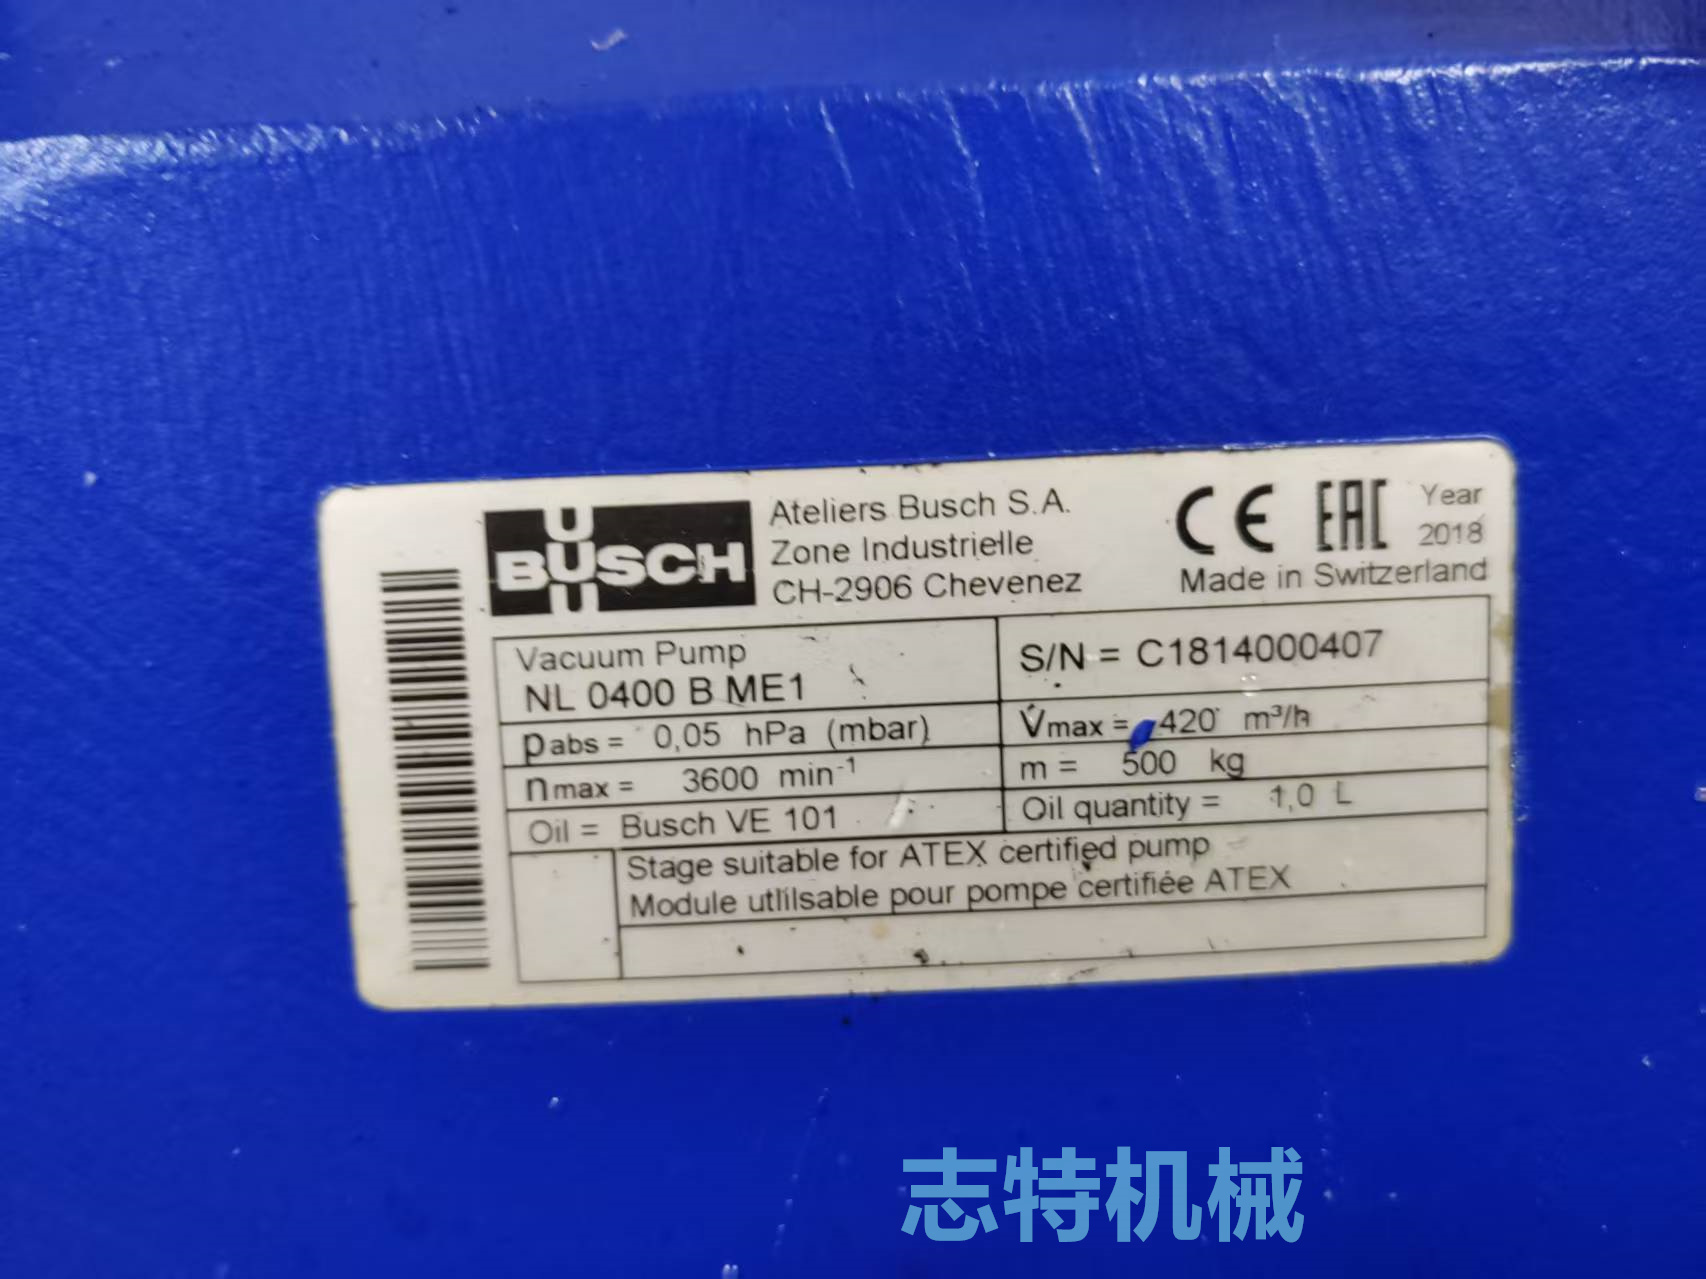 BUSCH
Ateliers Busch S.A.
Zone Industrielle
CH-2906 Chevenez
CE EAC Year
2018
Made in Switzerland
Vacuum Pump
NL 0400 B ME1
S/N = C1814000407
pabs = 0,05 hPa (mbar)
V̇max = 420 m³/h
nmax = 3600 min⁻¹
m = 500 kg
Oil = Busch VE 101
Oil quantity = 1,0 L
Stage suitable for ATEX certified pump
Module utlilsable pour pompe certifiée ATEX
志特机械